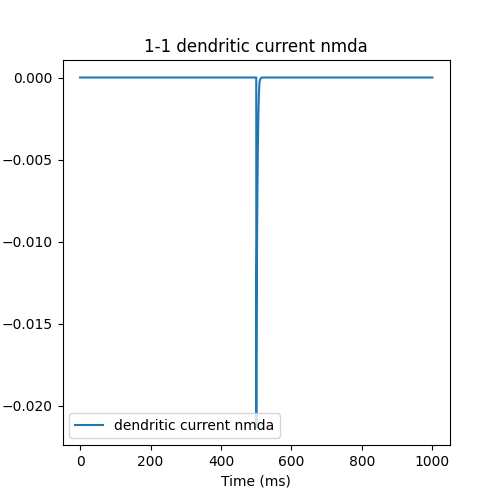 1-1 dendritic current nmda
0.000
−0.005
−0.010
−0.015
−0.020
dendritic current nmda
0 200 400 600 800 1000
Time (ms)